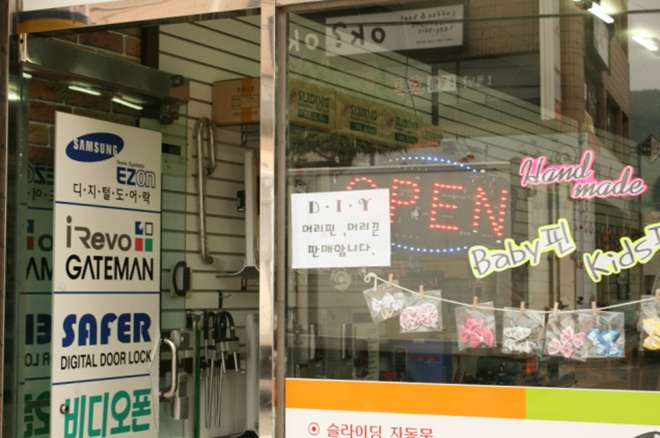 SAMSUNG
Home Systems
EZON
디·지·털·도·어·락
iRevo
GATEMAN
SAFER
DIGITAL DOOR LOCK
비디오폰
D·I·Y
머리핀, 머리끈
판매합니다.
OPEN
Hand
made
Baby핀
Kids
슬라이딩 자동문